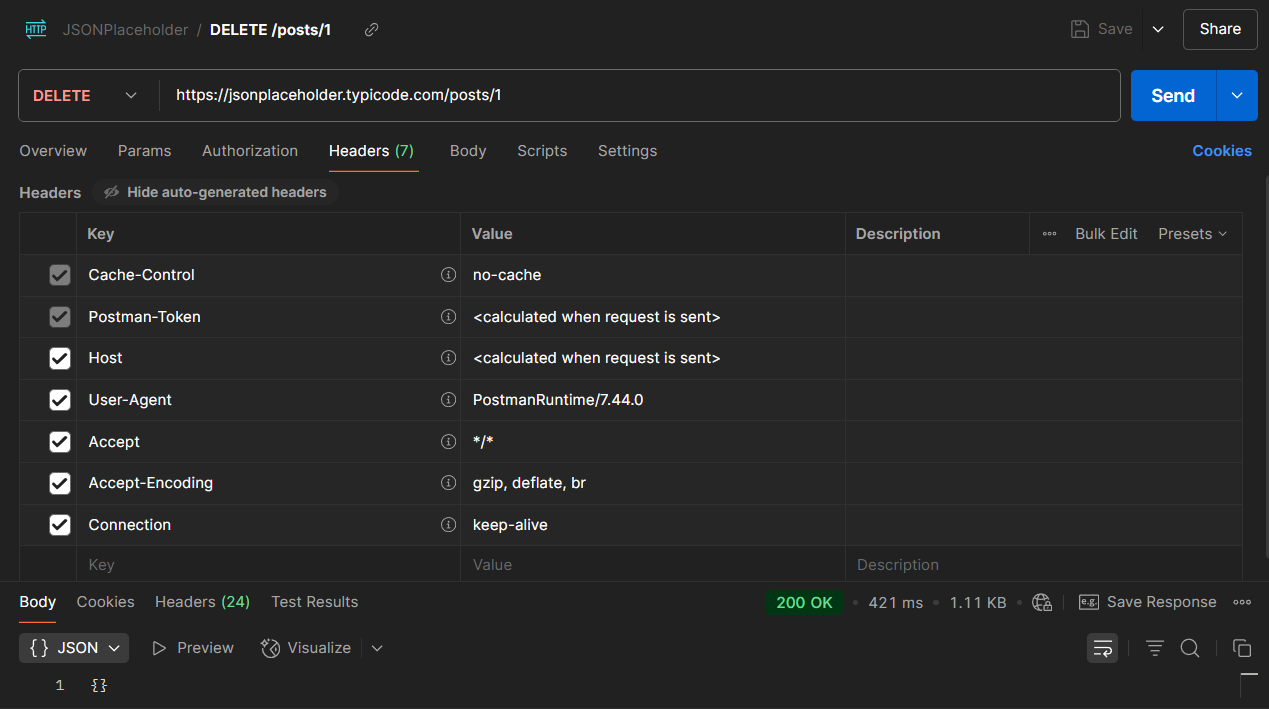 HTTP JSONPlaceholder / DELETE /posts/1 Save Share
DELETE https://jsonplaceholder.typicode.com/posts/1 Send
Overview Params Authorization Headers (7) Body Scripts Settings Cookies
Headers Hide auto-generated headers
Key Value Description Bulk Edit Presets
Cache-Control no-cache
Postman-Token <calculated when request is sent>
Host <calculated when request is sent>
User-Agent PostmanRuntime/7.44.0
Accept */*
Accept-Encoding gzip, deflate, br
Connection keep-alive
Key Value Description
Body Cookies Headers (24) Test Results 200 OK • 421 ms • 1.11 KB • e.g. Save Response
{} JSON Preview Visualize
1 {}